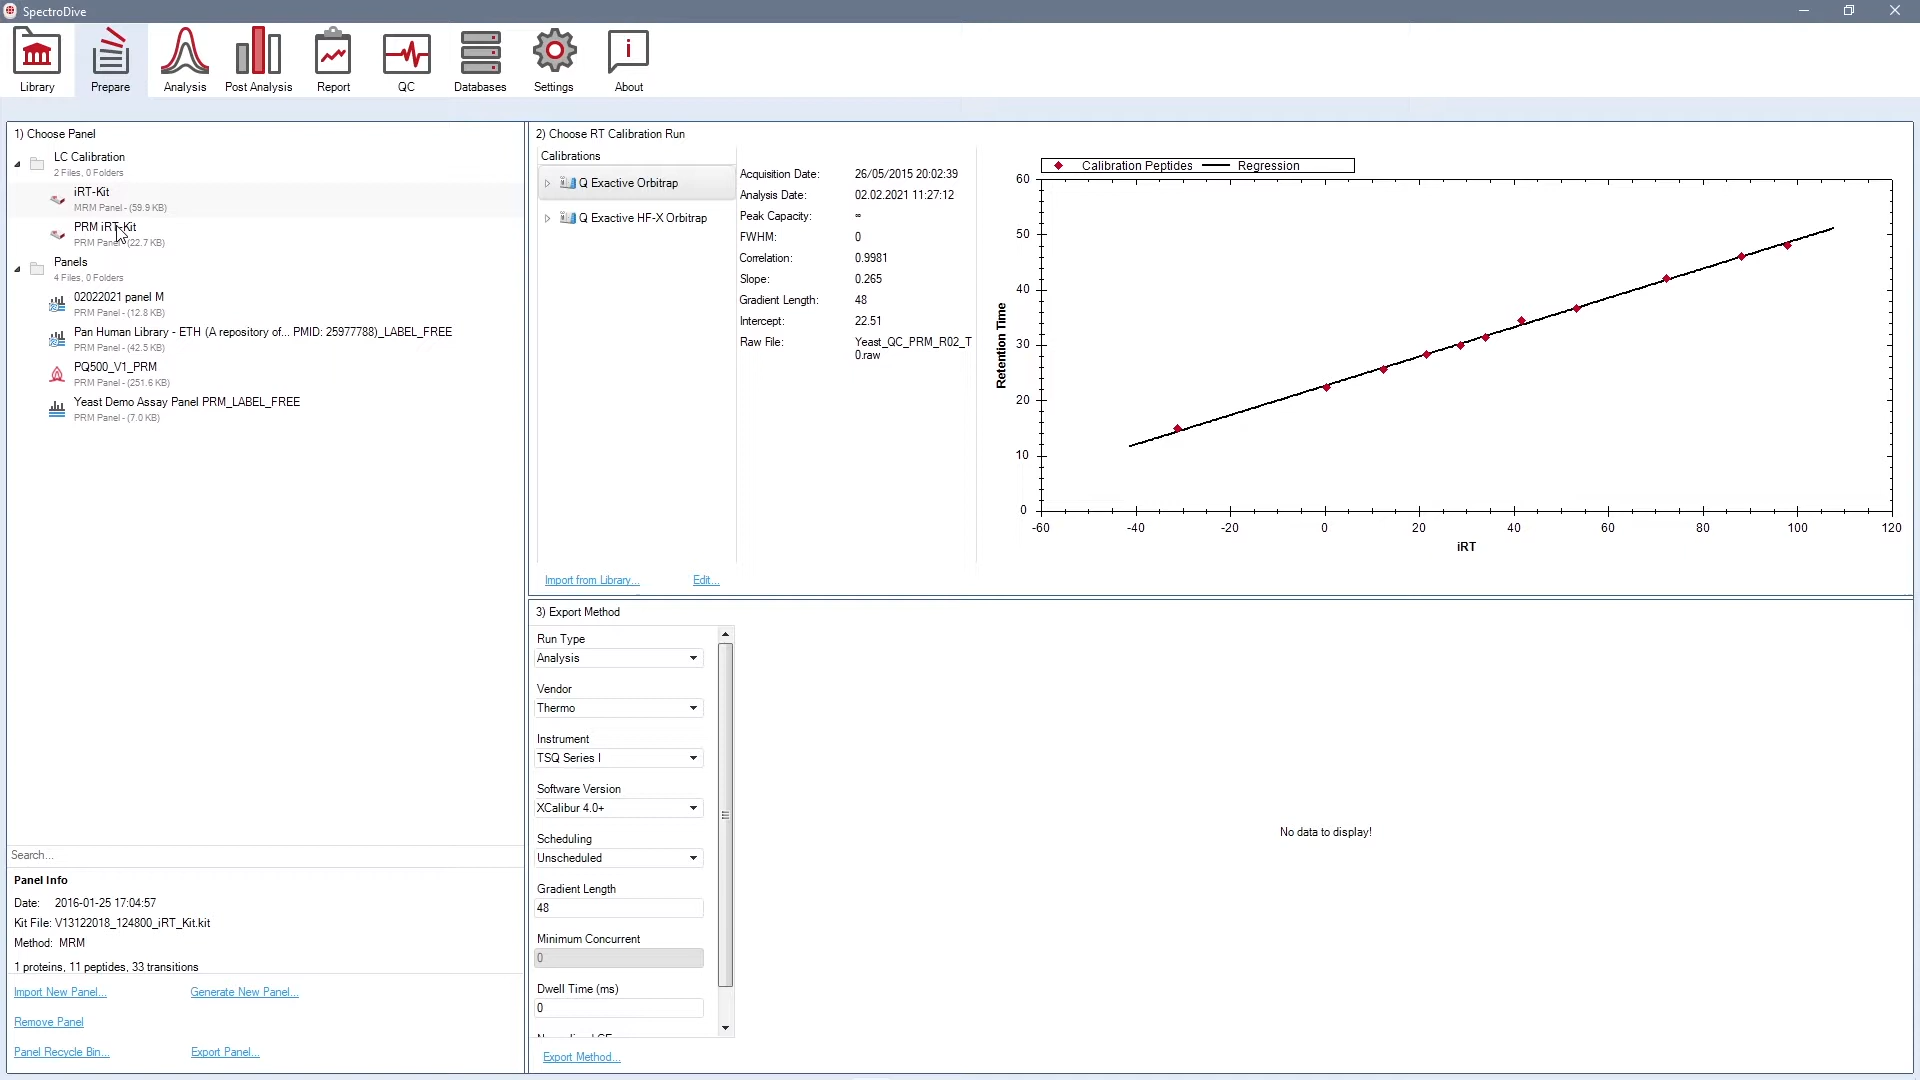 SpectroDive
Library
Prepare
Analysis
Post Analysis
Report
QC
Databases
Settings
About
1) Choose Panel
LC Calibration
2 Files, 0 Folders
iRT-Kit
MRM Panel - (59.9 KB)
PRM iRT-Kit
PRM Panel - (22.7 KB)
Panels
4 Files, 0 Folders
02022021 panel M
PRM Panel - (12.8 KB)
Pan Human Library - ETH (A repository of... PMID: 25977788)_LABEL_FREE
PRM Panel - (42.5 KB)
PQ500_V1_PRM
PRM Panel - (251.6 KB)
Yeast Demo Assay Panel PRM_LABEL_FREE
PRM Panel - (7.0 KB)
Search...
Panel Info
Date: 2016-01-25 17:04:57
Kit File: V13122018_124800_iRT_Kit.kit
Method: MRM
1 proteins, 11 peptides, 33 transitions
Import New Panel...
Generate New Panel...
Remove Panel
Panel Recycle Bin...
Export Panel...
2) Choose RT Calibration Run
Calibrations
Q Exactive Orbitrap
Q Exactive HF-X Orbitrap
Import from Library...
Edit...
Acquisition Date: 26/05/2015 20:02:39
Analysis Date: 02.02.2021 11:27:12
Peak Capacity: ∞
FWHM: 0
Correlation: 0.9981
Slope: 0.265
Gradient Length: 48
Intercept: 22.51
Raw File: Yeast_QC_PRM_R02_T
0.raw
Calibration Peptides Regression
60
50
40
30
20
10
0
Retention Time
-60 -40 -20 0 20 40 60 80 100 120
iRT
3) Export Method
Run Type
Analysis
Vendor
Thermo
Instrument
TSQ Series I
Software Version
XCalibur 4.0+
Scheduling
Unscheduled
Gradient Length
48
Minimum Concurrent
0
Dwell Time (ms)
0
Export Method...
No data to display!